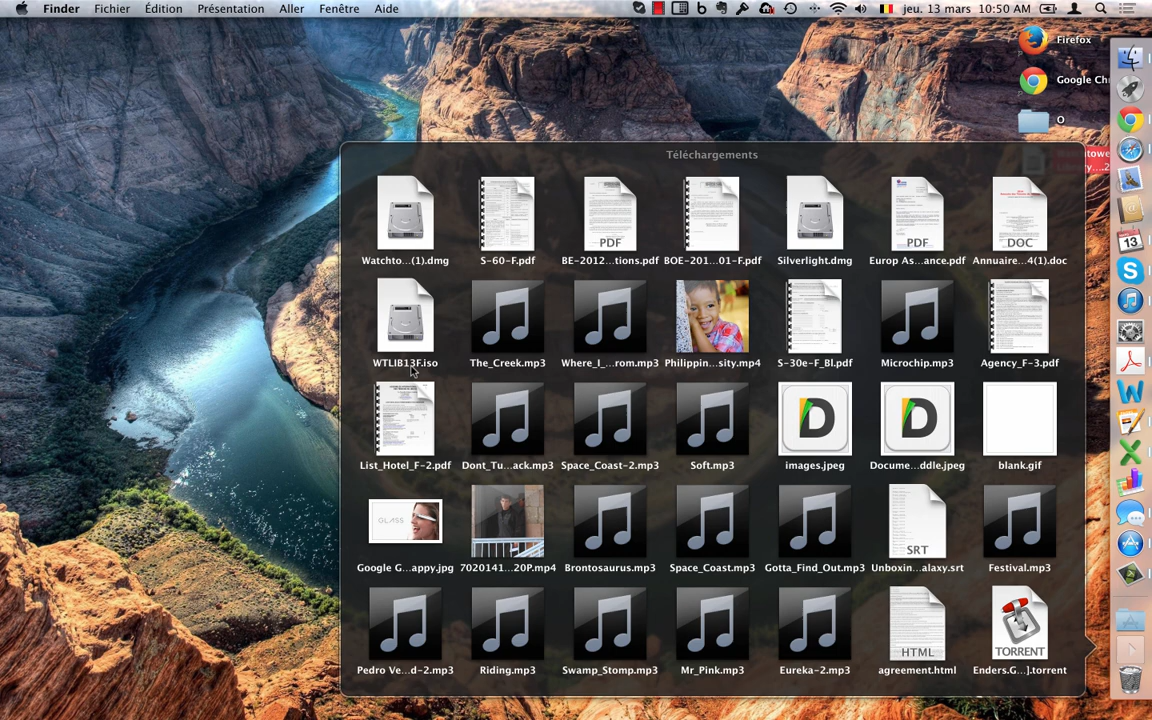 Finder Fichier Édition Présentation Aller Fenêtre Aide jeu. 13 mars 10:50 AM
Firefox
Google Ch
O
Téléchargements
Watchto...(1).dmg S-60-F.pdf BE-2012...tions.pdf BOE-201...01-F.pdf Silverlight.dmg Europ As...ance.pdf Annuaire...4(1).doc
PDF PDF DOC
WTLIB13F.iso The_Creek.mp3 Where_I_...rom.mp3 Philippin...sity.mp4 S-30e-F_Bl.pdf Microchip.mp3 Agency_F-3.pdf
List_Hotel_F-2.pdf Dont_Tu...ack.mp3 Space_Coast-2.mp3 Soft.mp3 images.jpeg Docume...ddle.jpeg blank.gif
GLASS
SRT
Google G...appy.jpg 7020141...20P.mp4 Brontosaurus.mp3 Space_Coast.mp3 Gotta_Find_Out.mp3 Unboxin...alaxy.srt Festival.mp3
HTML TORRENT
Pedro Ve...d-2.mp3 Riding.mp3 Swamp_Stomp.mp3 Mr_Pink.mp3 Eureka-2.mp3 agreement.html Enders.G...].torrent
13